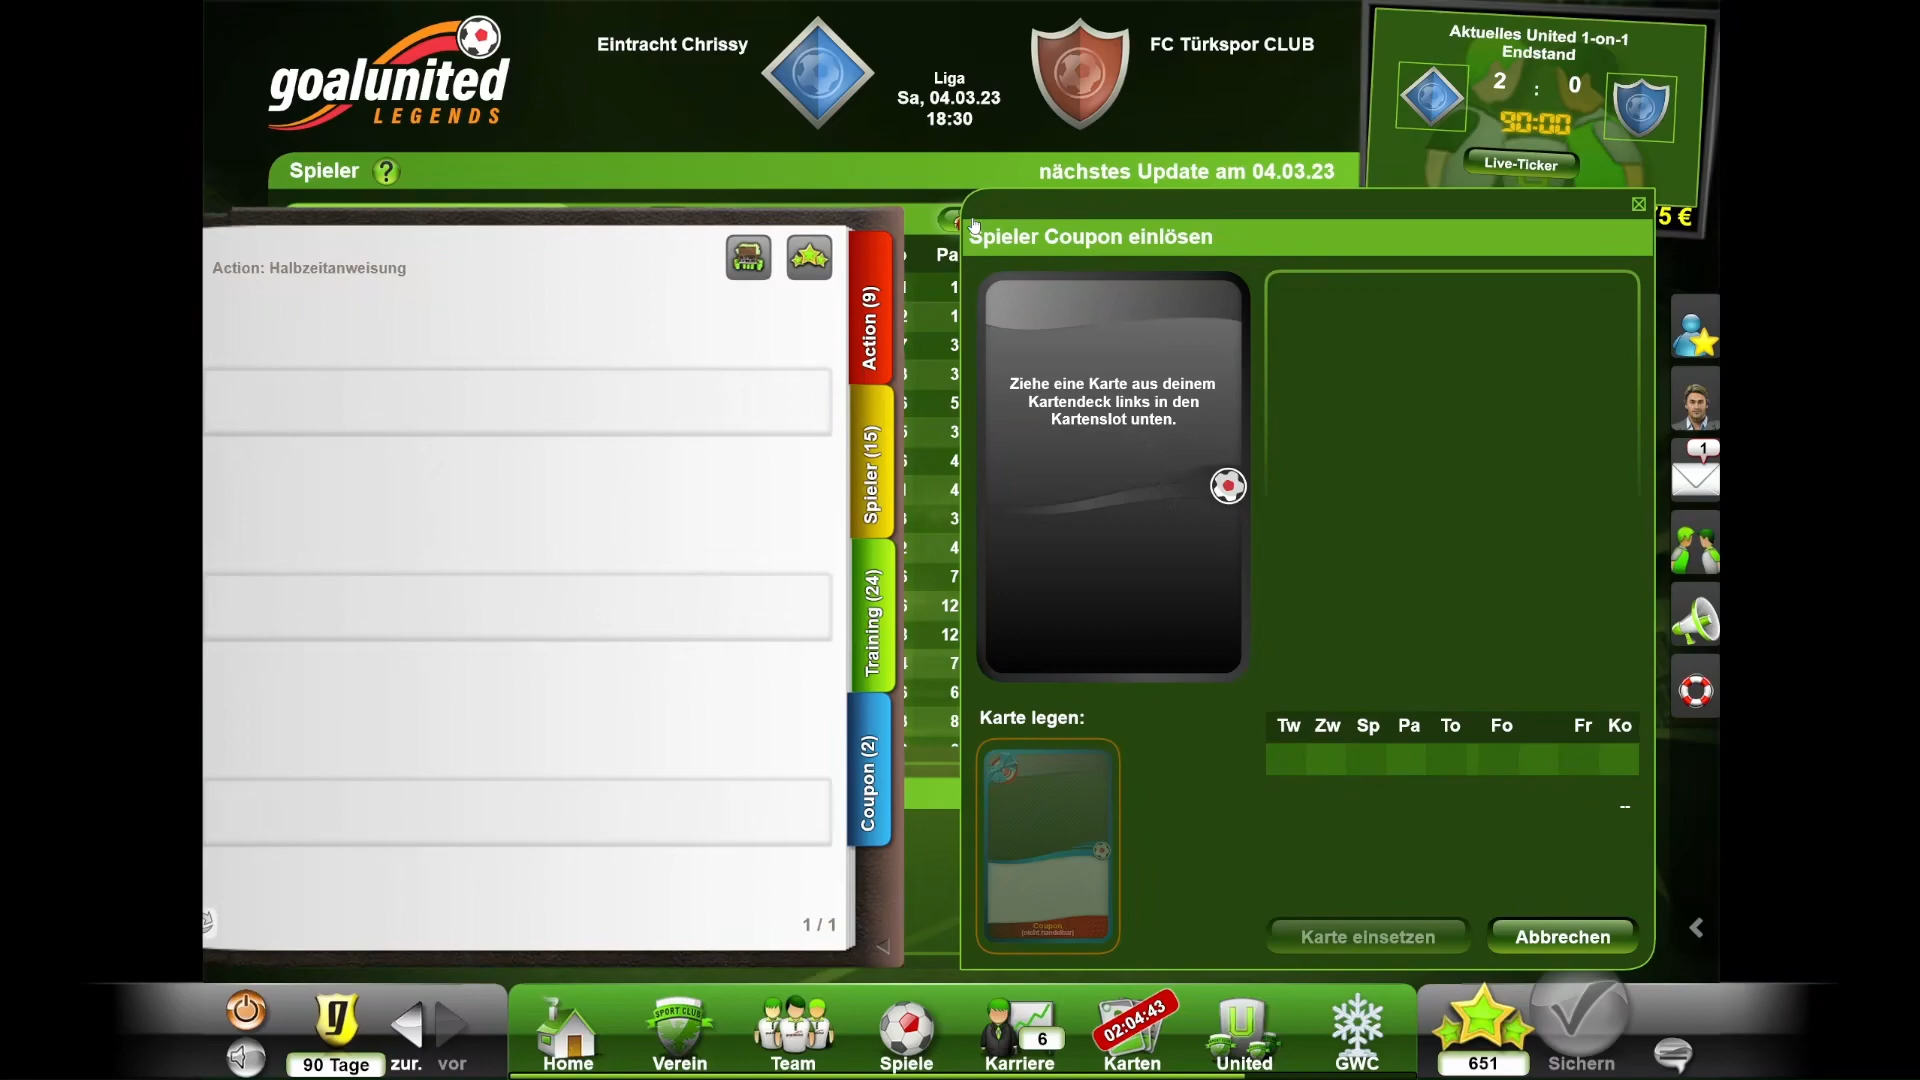 goalunited
LEGENDS
Eintracht Chrissy
Liga
Sa, 04.03.23
18:30
FC Türkspor CLUB
Aktuelles United 1-on-1
Endstand
2 : 0
90:00
Live-Ticker
5 €
Spieler ?
nächstes Update am 04.03.23
Action: Halbzeitanweisung
Action (9)
Spieler (15)
Training (24)
Coupon (2)
1 / 1
Pa
1
1
3
3
5
3
4
4
3
4
7
12
12
7
6
8
Spieler Coupon einlösen
Ziehe eine Karte aus deinem
Kartendeck links in den
Kartenslot unten.
Karte legen:
Coupon
(nicht handelbar)
Tw Zw Sp Pa To Fo Fr Ko
--
Karte einsetzen
Abbrechen
1
g
90 Tage
zur.
vor
Home
SPORT CLUB
Verein
Team
Spiele
6
Karriere
02:04:43
Karten
U
United
GWC
651
Sichern